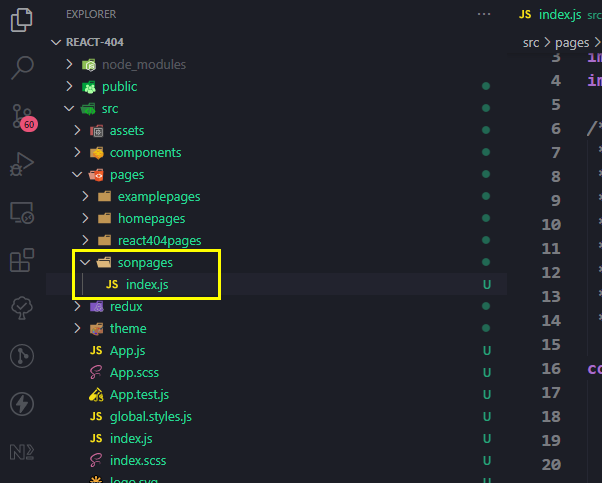 EXPLORER
···
REACT-404
node_modules
public
src
assets
components
pages
examplepages
homepages
react404pages
sonpages
JS index.js U
redux
theme
JS App.js U
App.scss U
App.test.js U
JS global.styles.js U
JS index.js U
index.scss U
logo.svg
60
JS index.js
src > pages >
3 im
4 im
5
6 /*
7 *
8 *
9 *
10 *
11 *
12 *
13 *
14 *
15
16 co
17
18
19
20